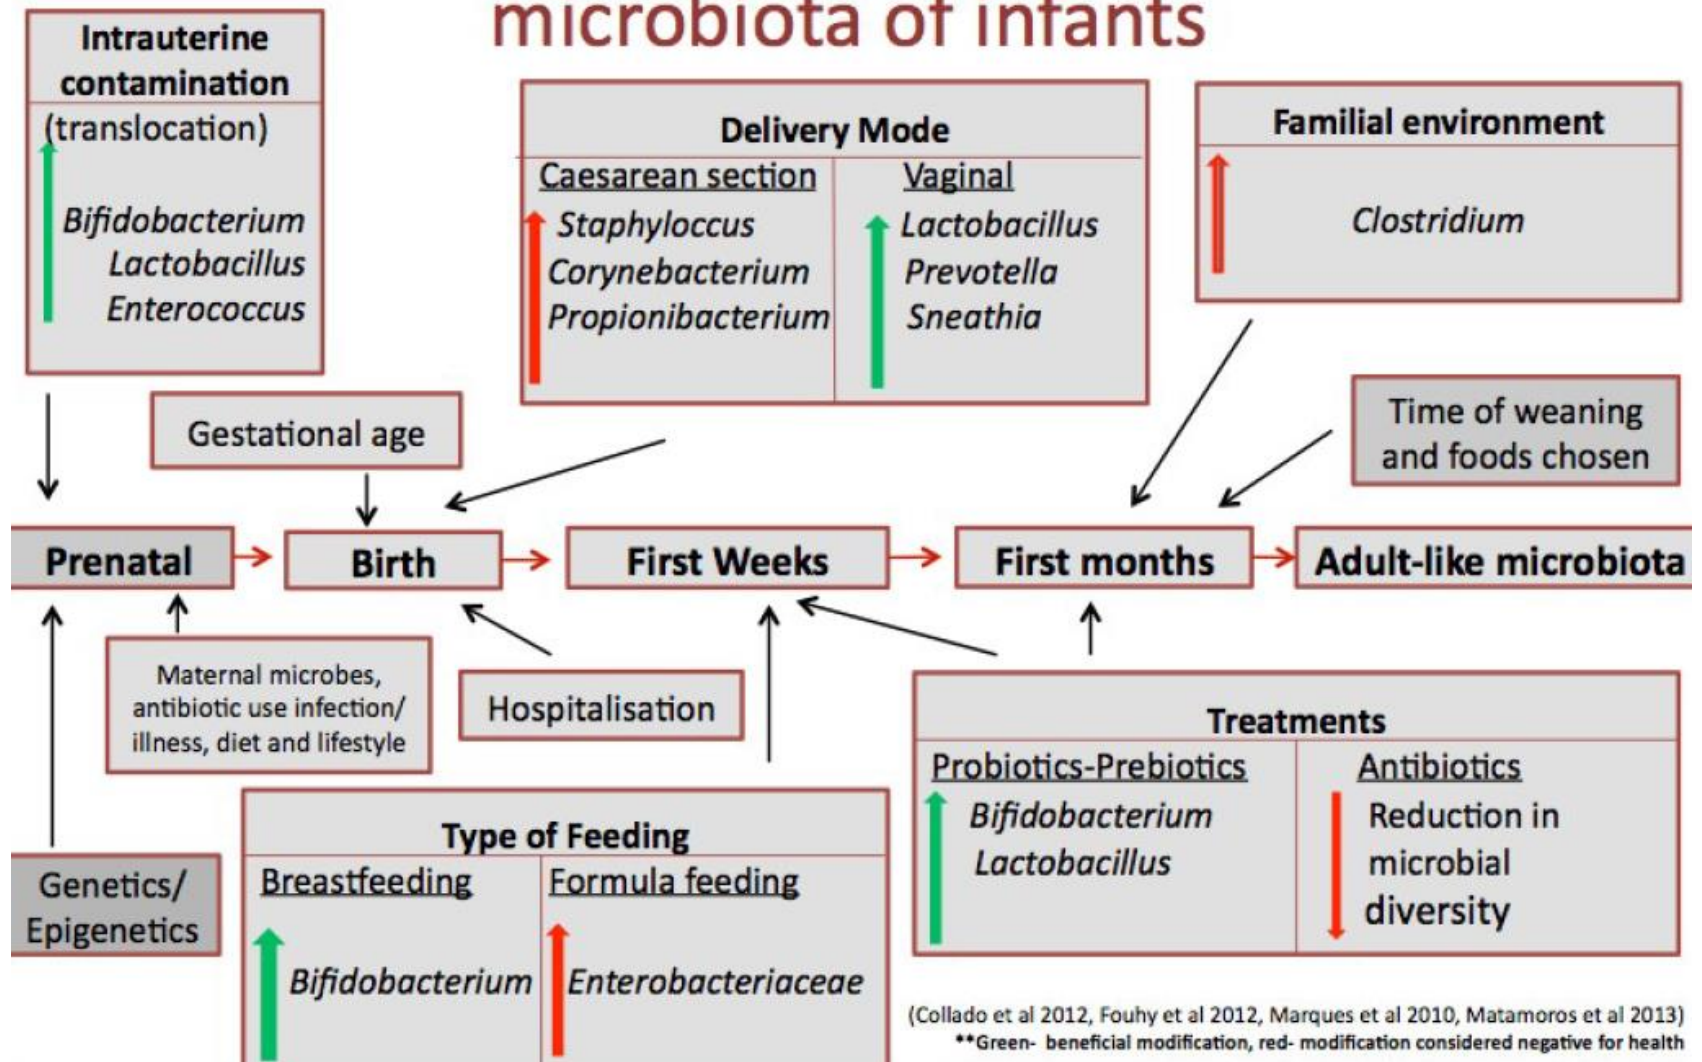 microbiota of infants
Intrauterine
contamination
(translocation)
Bifidobacterium
Lactobacillus
Enterococcus
Delivery Mode
Caesarean section
Staphyloccus
Corynebacterium
Propionibacterium
Vaginal
Lactobacillus
Prevotella
Sneathia
Familial environment
Clostridium
Gestational age
Time of weaning
and foods chosen
Prenatal
Birth
First Weeks
First months
Adult-like microbiota
Maternal microbes,
antibiotic use infection/
illness, diet and lifestyle
Hospitalisation
Genetics/
Epigenetics
Type of Feeding
Breastfeeding
Bifidobacterium
Formula feeding
Enterobacteriaceae
Treatments
Probiotics-Prebiotics
Bifidobacterium
Lactobacillus
Antibiotics
Reduction in
microbial
diversity
(Collado et al 2012, Fouhy et al 2012, Marques et al 2010, Matamoros et al 2013)
**Green- beneficial modification, red- modification considered negative for health